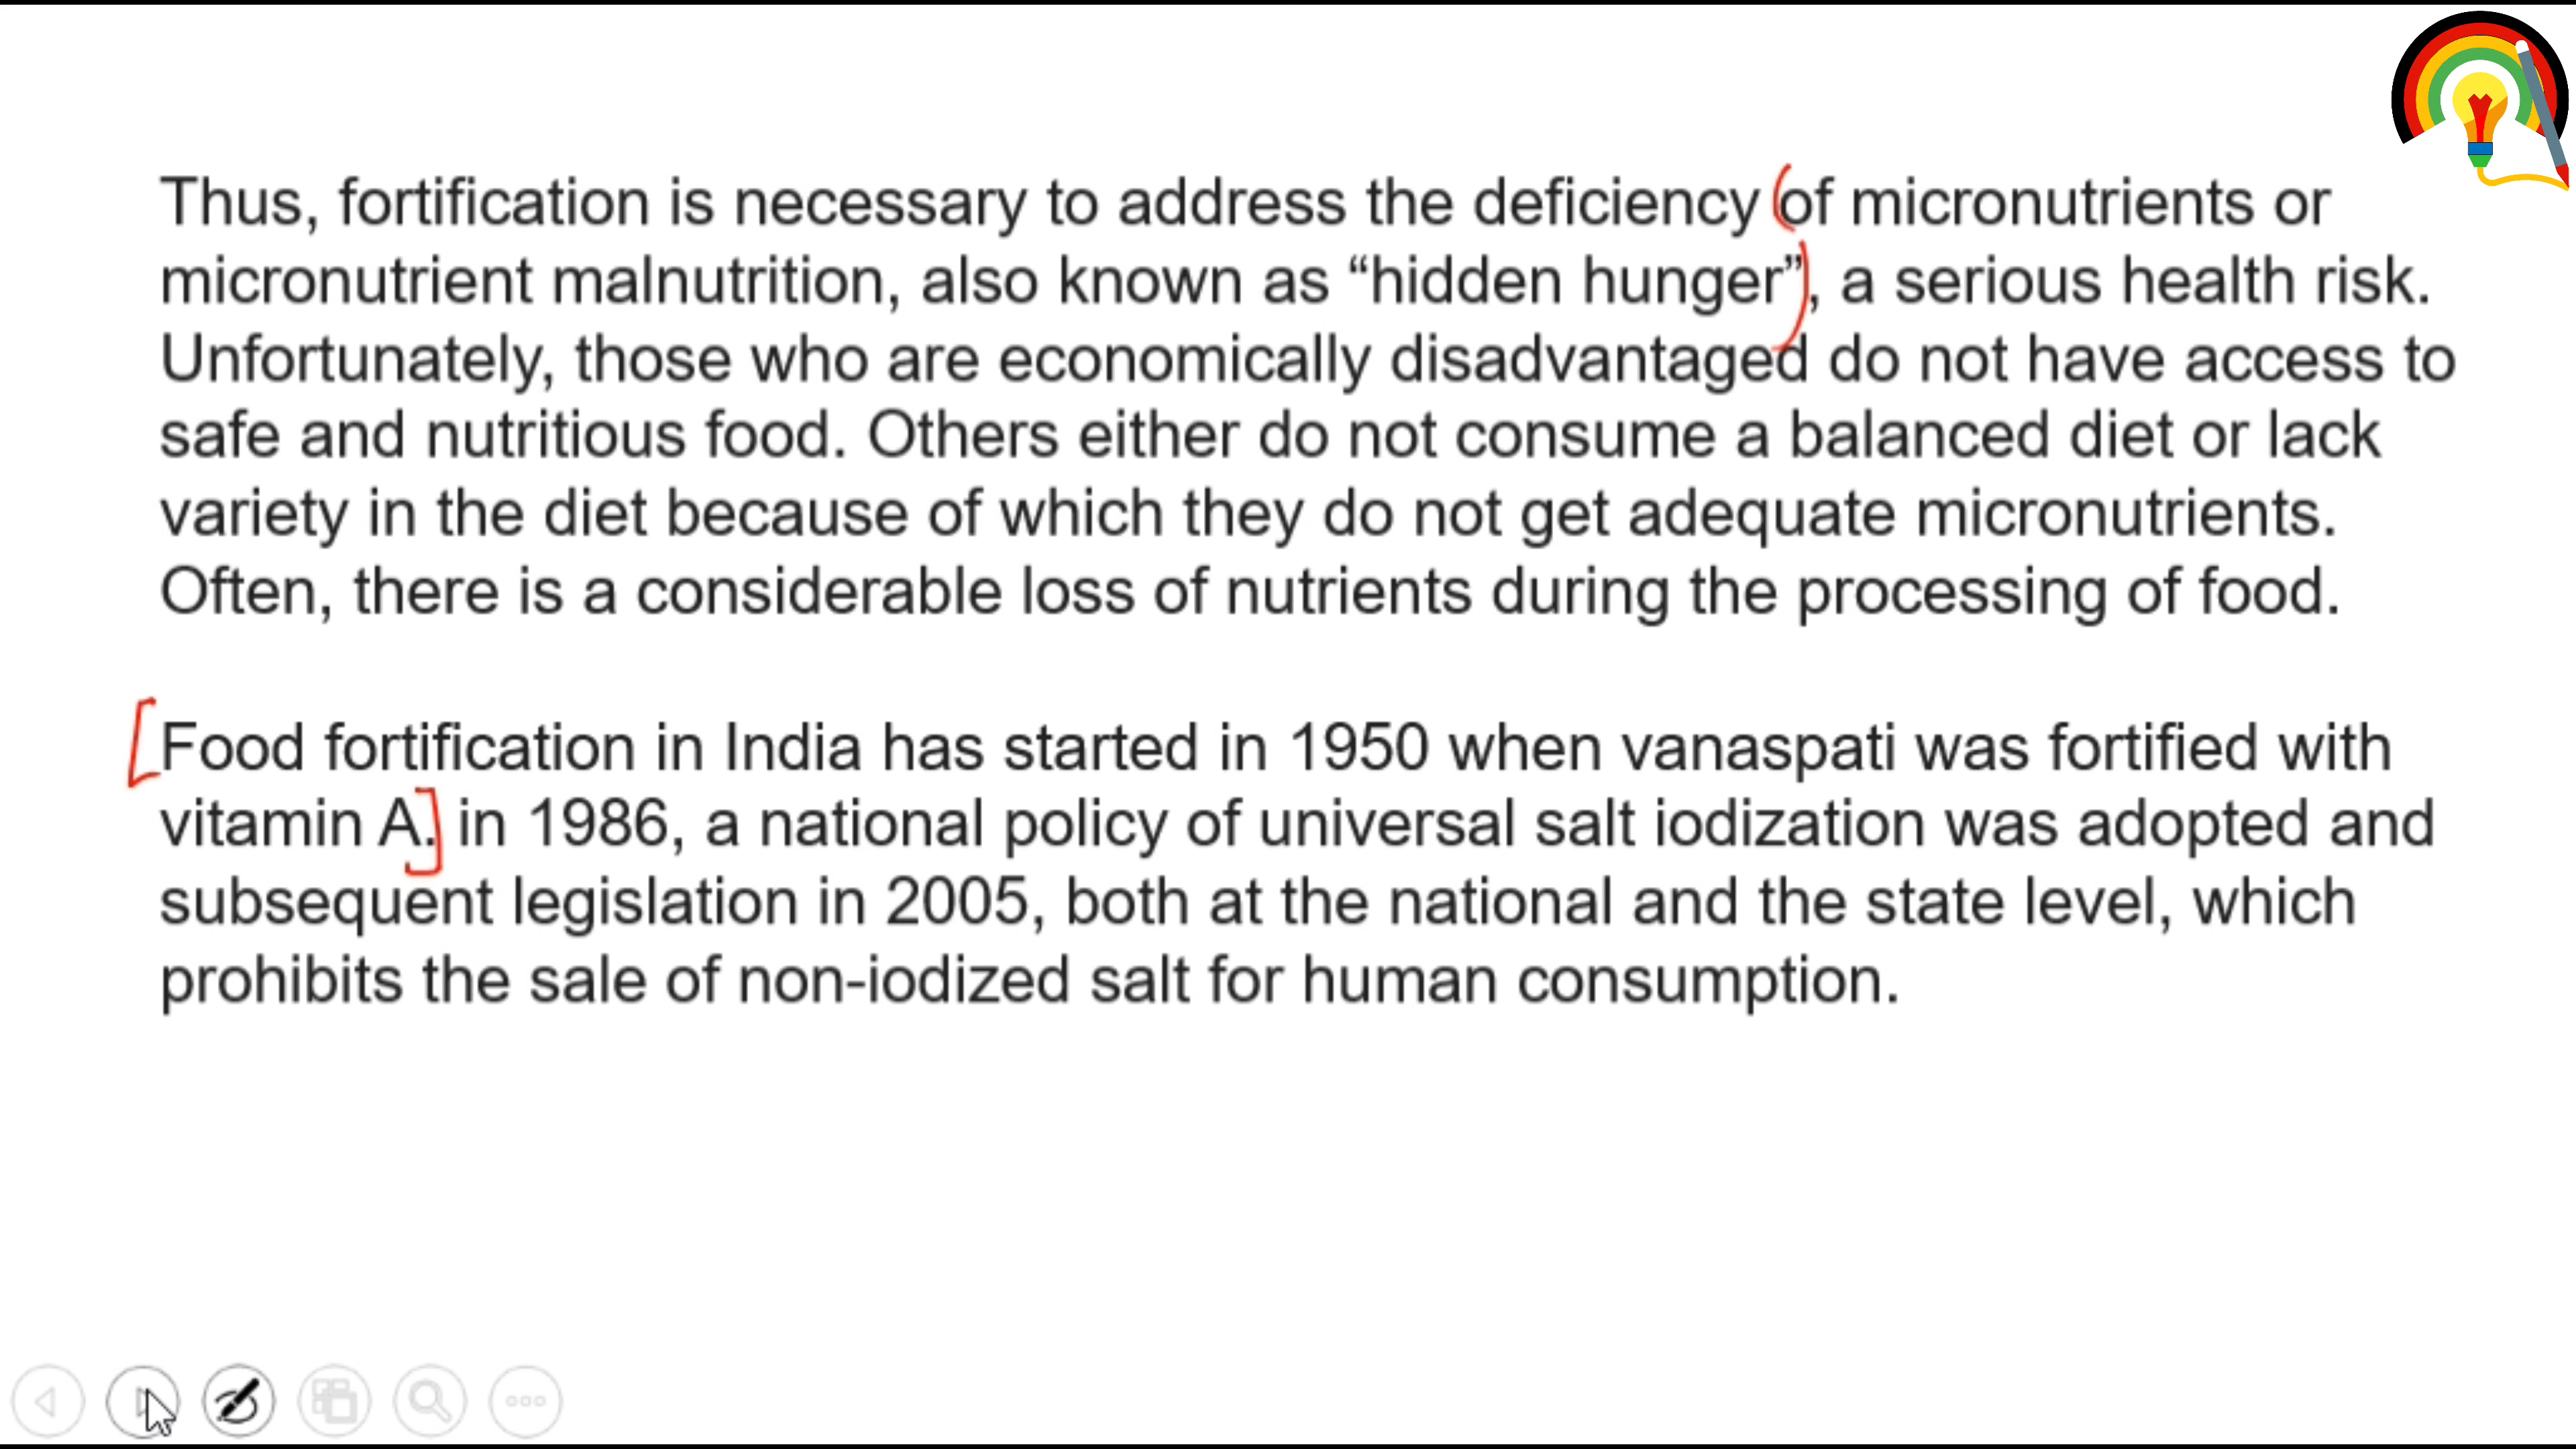 Thus, fortification is necessary to address the deficiency of micronutrients or
micronutrient malnutrition, also known as “hidden hunger”, a serious health risk.
Unfortunately, those who are economically disadvantaged do not have access to
safe and nutritious food. Others either do not consume a balanced diet or lack
variety in the diet because of which they do not get adequate micronutrients.
Often, there is a considerable loss of nutrients during the processing of food.
Food fortification in India has started in 1950 when vanaspati was fortified with
vitamin A. in 1986, a national policy of universal salt iodization was adopted and
subsequent legislation in 2005, both at the national and the state level, which
prohibits the sale of non-iodized salt for human consumption.